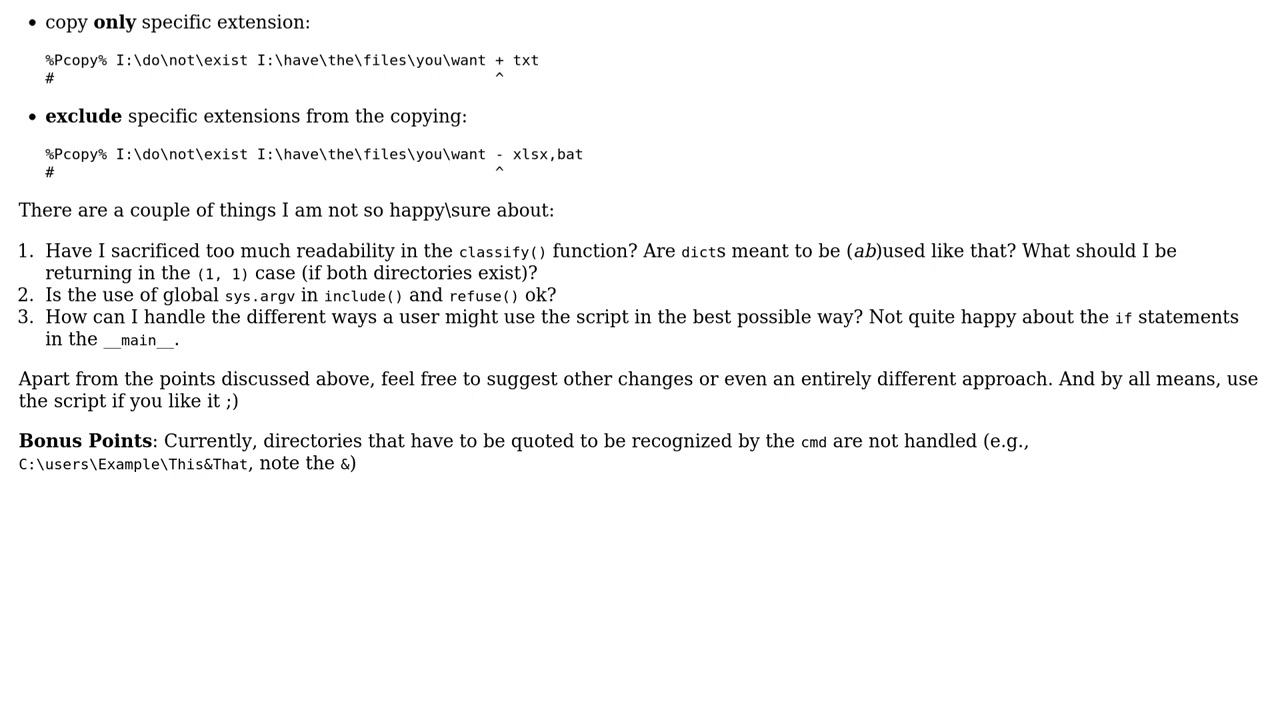 • copy only specific extension:
%Pcopy% I:\do\not\exist I:\have\the\files\you\want + txt
# ^
• exclude specific extensions from the copying:
%Pcopy% I:\do\not\exist I:\have\the\files\you\want - xlsx,bat
# ^
There are a couple of things I am not so happy\sure about:
1. Have I sacrificed too much readability in the classify() function? Are dicts meant to be (ab)used like that? What should I be
returning in the (1, 1) case (if both directories exist)?
2. Is the use of global sys.argv in include() and refuse() ok?
3. How can I handle the different ways a user might use the script in the best possible way? Not quite happy about the if statements
in the __main__.
Apart from the points discussed above, feel free to suggest other changes or even an entirely different approach. And by all means, use
the script if you like it ;)
Bonus Points: Currently, directories that have to be quoted to be recognized by the cmd are not handled (e.g.,
C:\users\Example\This&That, note the &)